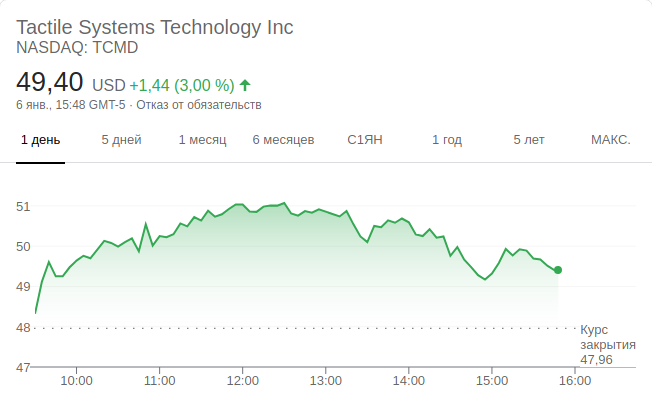 Tactile Systems Technology Inc
NASDAQ: TCMD
49,40 USD +1,44 (3,00 %)
6 янв., 15:48 GMT-5 · Отказ от обязательств
1 день 5 дней 1 месяц 6 месяцев С1ЯН 1 год 5 лет МАКС.
51
50
49
48
Курс
закрытия
47,96
47
10:00 11:00 12:00 13:00 14:00 15:00 16:00